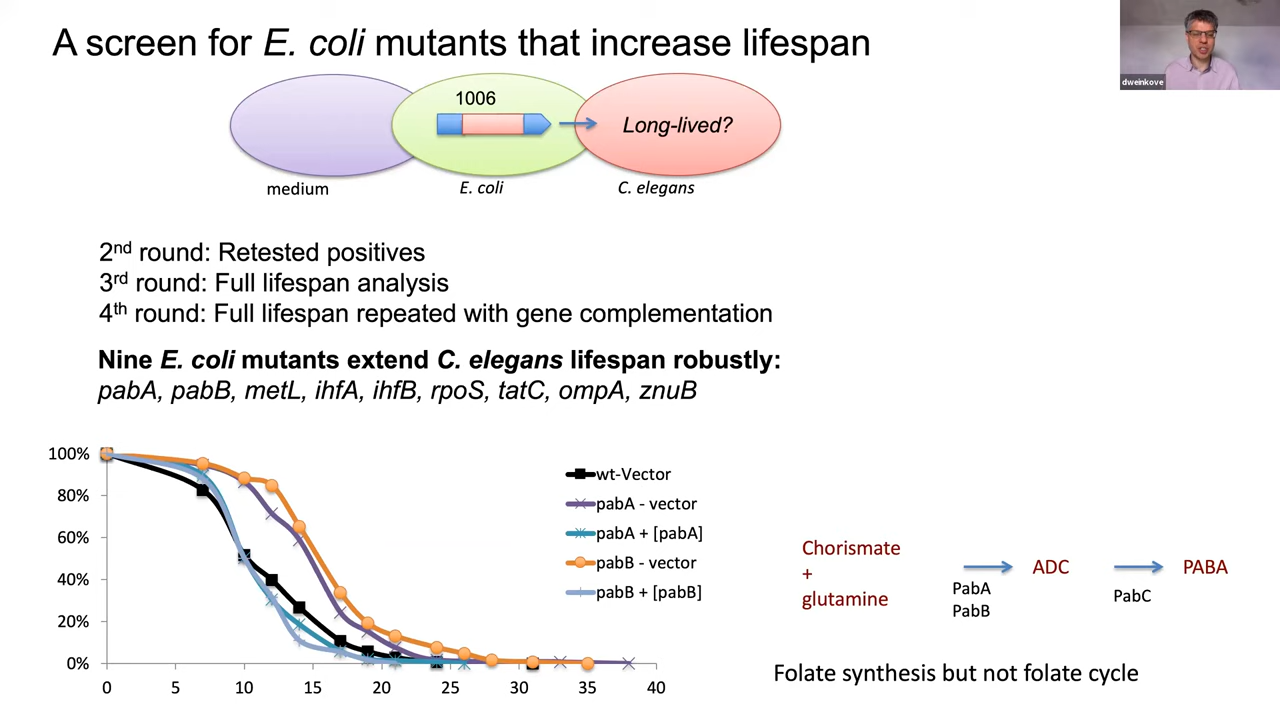 A screen for E. coli mutants that increase lifespan
dweinkove
1006
Long-lived?
medium
E. coli
C. elegans
2nd round: Retested positives
3rd round: Full lifespan analysis
4th round: Full lifespan repeated with gene complementation
Nine E. coli mutants extend C. elegans lifespan robustly:
pabA, pabB, metL, ihfA, ihfB, rpoS, tatC, ompA, znuB
100%
80%
60%
40%
20%
0%
0 5 10 15 20 25 30 35 40
wt-Vector
pabA - vector
pabA + [pabA]
pabB - vector
pabB + [pabB]
Chorismate
+
glutamine
PabA
PabB
ADC
PabC
PABA
Folate synthesis but not folate cycle